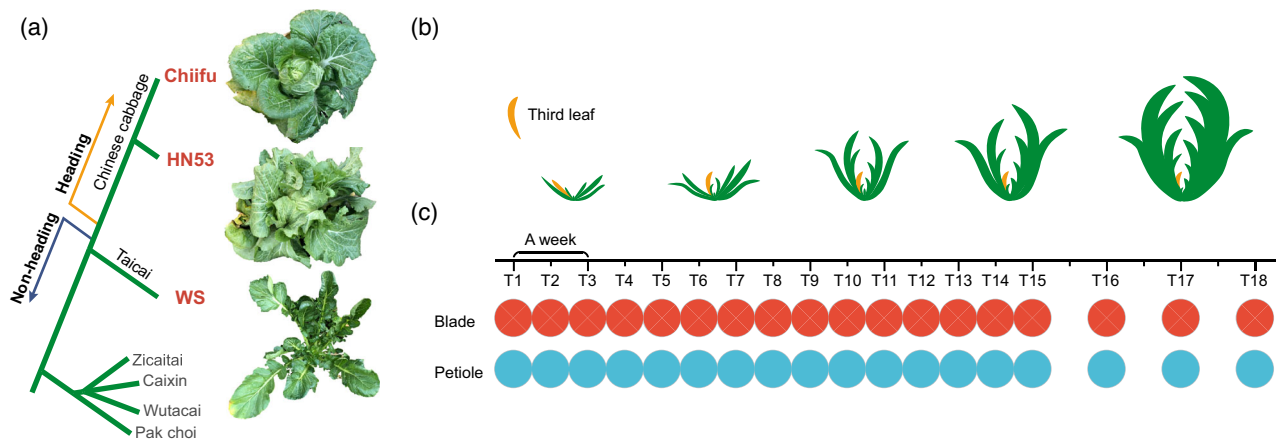 (a)
Chiifu
HN53
WS
Heading
Non-heading
Chinese cabbage
Taicai
Zicaitai
Caixin
Wutacai
Pak choi
(b)
Third leaf
(c)
A week
T1 T2 T3 T4 T5 T6 T7 T8 T9 T10 T11 T12 T13 T14 T15 T16 T17 T18
Blade
Petiole